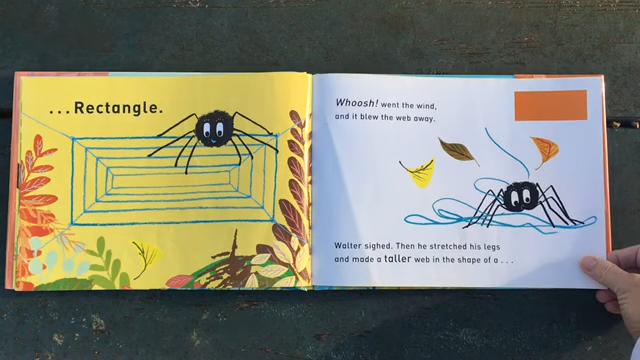 ...Rectangle.
Whoosh! went the wind,
and it blew the web away.
Walter sighed. Then he stretched his legs
and made a taller web in the shape of a ...